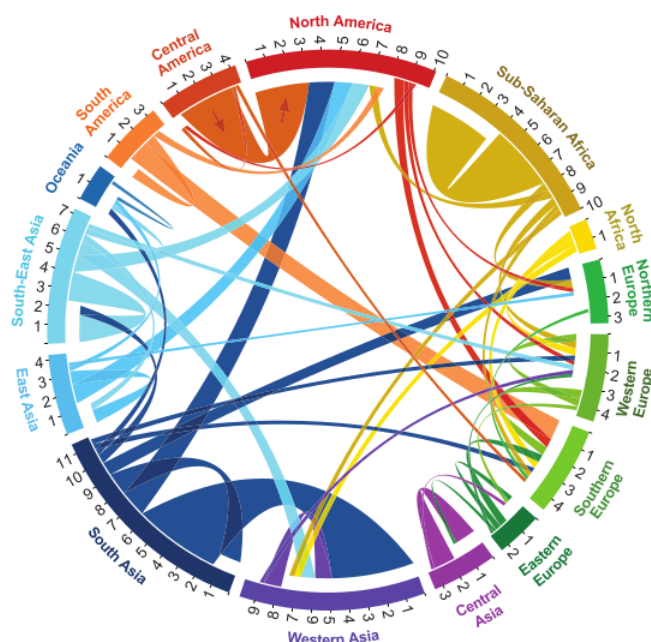 North America
1 2 3 4 5 6 7 8 9 10
Sub-Saharan Africa
1 2 3 4 5 6 7 8 9 10
North
Africa
1
Northern
Europe
1 2 3
Western
Europe
1 2 3 4
Southern
Europe
1 2 3 4
Eastern
Europe
1 2
Central
Asia
1 2 3
Western Asia
1 2 3 4 5 6 7 8 9
South Asia
1 2 3 4 5 6 7 8 9 10 11
East Asia
1 2 3 4
South-East Asia
1 2 3 4 5 6 7
Oceania
1
South
America
1 2 3
Central
America
1 2 3 4